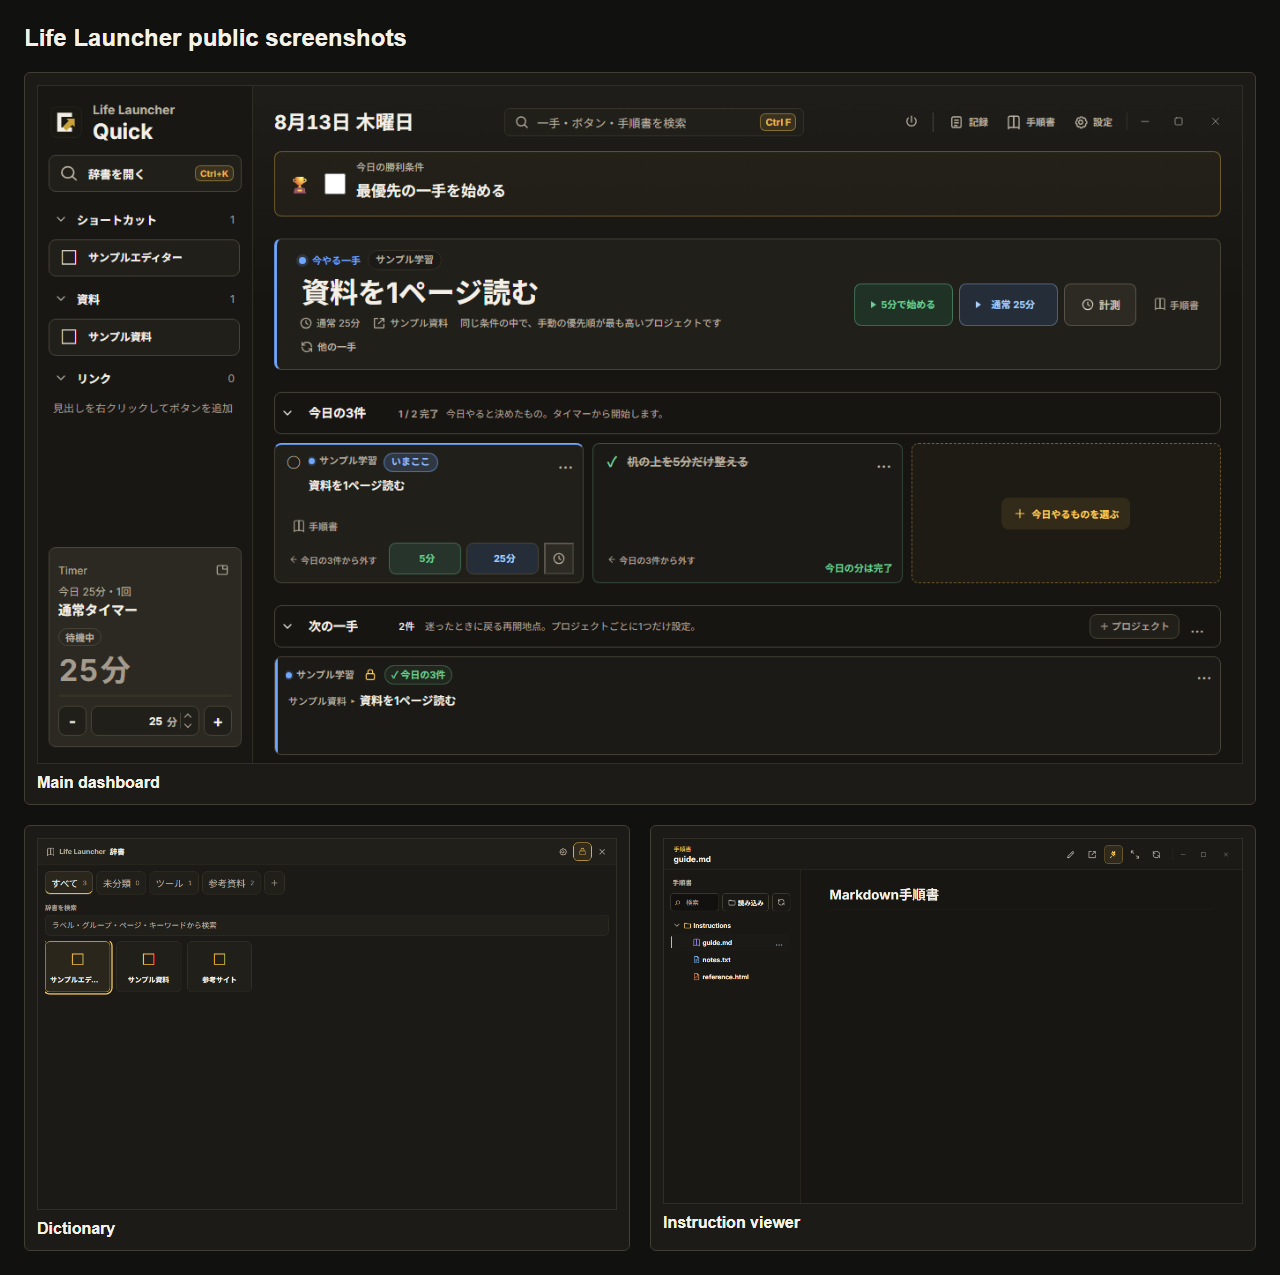 Life Launcher public screenshots
Life Launcher
Quick
辞書を開く Ctrl+K
ショートカット 1
サンプルエディター
資料 1
サンプル資料
リンク 0
見出しを右クリックしてボタンを追加
Timer
今日 25分・1回
通常タイマー
待機中
25分
- 25 分 +
8月13日 木曜日
一手・ボタン・手順書を検索 Ctrl F
記録 手順書 設定
今日の勝利条件
最優先の一手を始める
今やる一手 サンプル学習
資料を1ページ読む
通常 25分 サンプル資料 同じ条件の中で、手動の優先順が最も高いプロジェクトです
他の一手
5分で始める 通常 25分 計測 手順書
今日の3件 1 / 2 完了 今日やると決めたもの。タイマーから開始します。
サンプル学習 いまここ ...
資料を1ページ読む
手順書
← 今日の3件から外す 5分 25分
✓ 机の上を5分だけ整える ...
← 今日の3件から外す
今日の分は完了
+ 今日やるものを選ぶ
次の一手 2件 迷ったときに戻る再開地点。プロジェクトごとに1つだけ設定。 + プロジェクト ...
サンプル学習 ✓今日の3件 ...
サンプル資料 ▸ 資料を1ページ読む
Main dashboard
Life Launcher 辞書
すべて 3 未分類 0 ツール 1 参考資料 2 +
辞書を検索
ラベル・グループ・ページ・キーワードから検索
サンプルエデ... サンプル資料 参考サイト
Dictionary
手順書
guide.md
手順書
検索 読み込み
Instructions
guide.md ...
notes.txt
reference.html
Markdown手順書
Instruction viewer